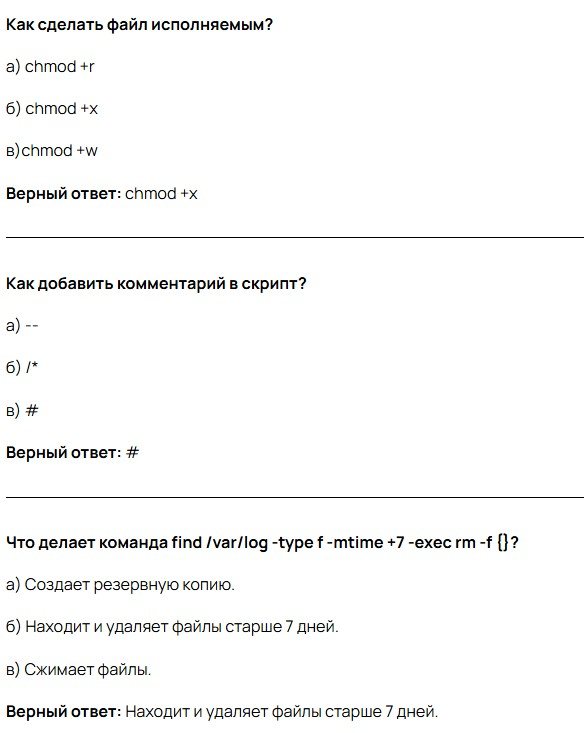 Как сделать файл исполняемым?
а) chmod +r
б) chmod +x
в)chmod +w
Верный ответ: chmod +x
Как добавить комментарий в скрипт?
а) --
б) /*
в) #
Верный ответ: #
Что делает команда find /var/log -type f -mtime +7 -exec rm -f {}?
а) Создает резервную копию.
б) Находит и удаляет файлы старше 7 дней.
в) Сжимает файлы.
Верный ответ: Находит и удаляет файлы старше 7 дней.